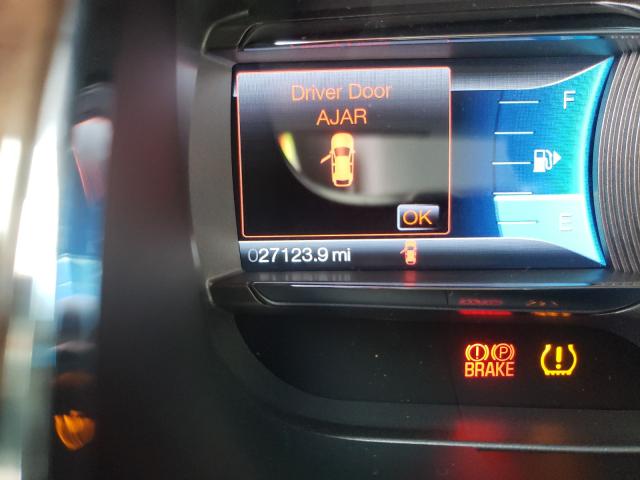 Driver Door
AJAR
OK
F
E
027123.9 mi
(!) (P)
BRAKE
(!)